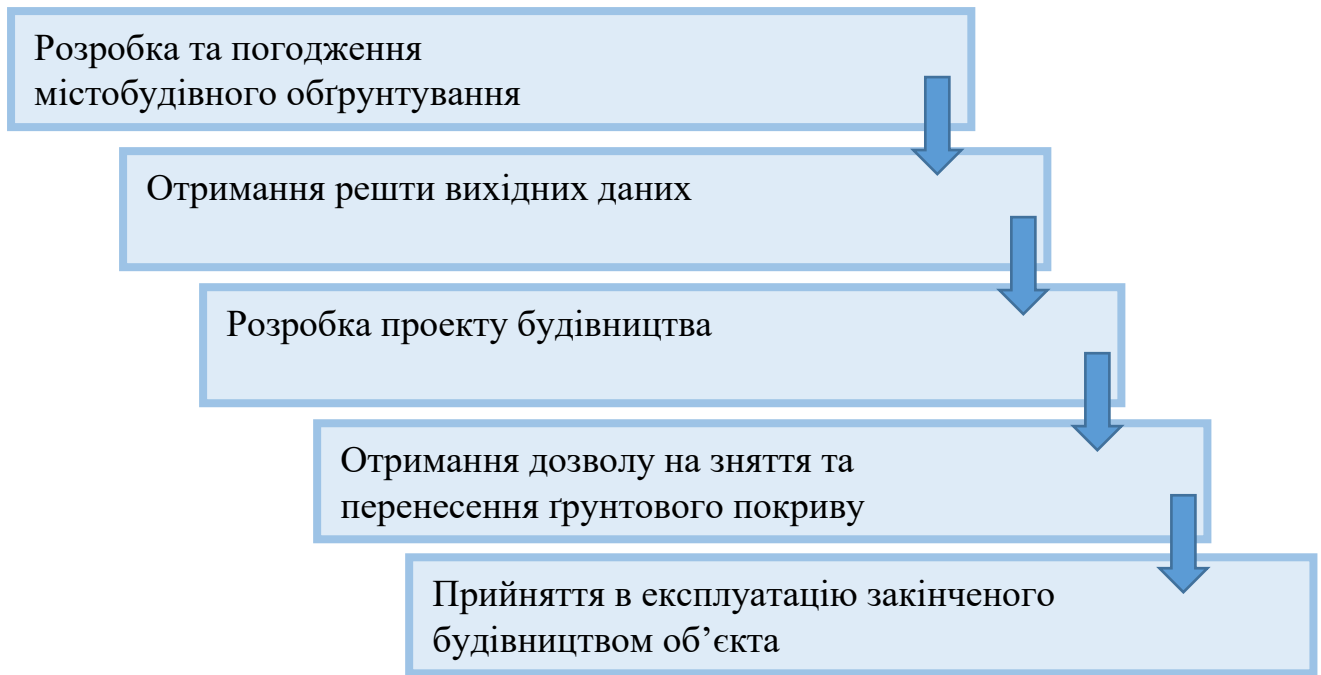 Розробка та погодження
містобудівного обґрунтування
Отримання решти вихідних даних
Розробка проекту будівництва
Отримання дозволу на зняття та
перенесення ґрунтового покриву
Прийняття в експлуатацію закінченого
будівництвом об’єкта